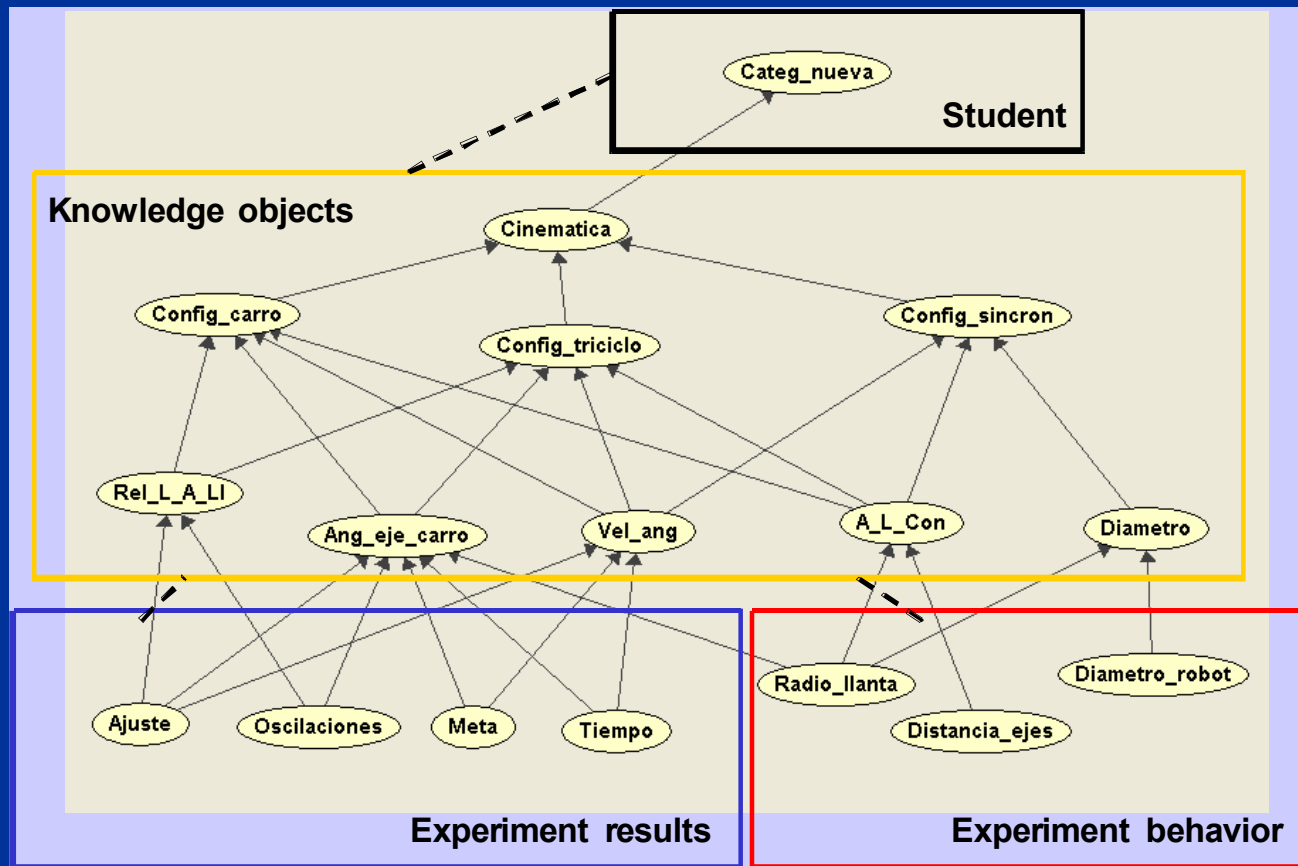 Categ_nueva
Student
Knowledge objects
Cinematica
Config_carro
Config_sincron
Config_triciclo
Rel_L_A_LI
Ang_eje_carro
Vel_ang
A_L_Con
Diametro
Radio_llanta
Diametro_robot
Ajuste
Oscilaciones
Meta
Tiempo
Distancia_ejes
Experiment results
Experiment behavior